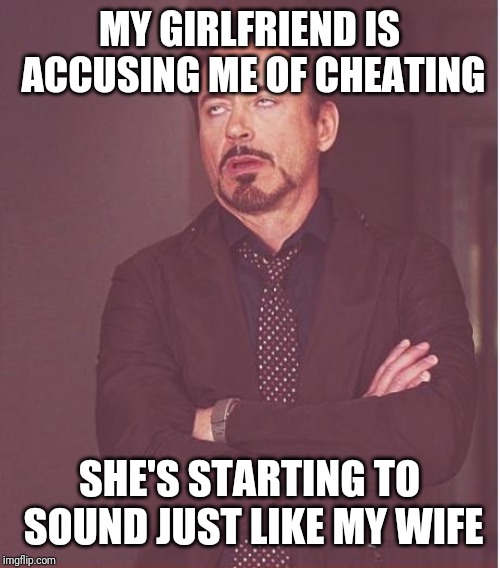 MY GIRLFRIEND IS
ACCUSING ME OF CHEATING
SHE'S STARTING TO
SOUND JUST LIKE MY WIFE
imgflip.com